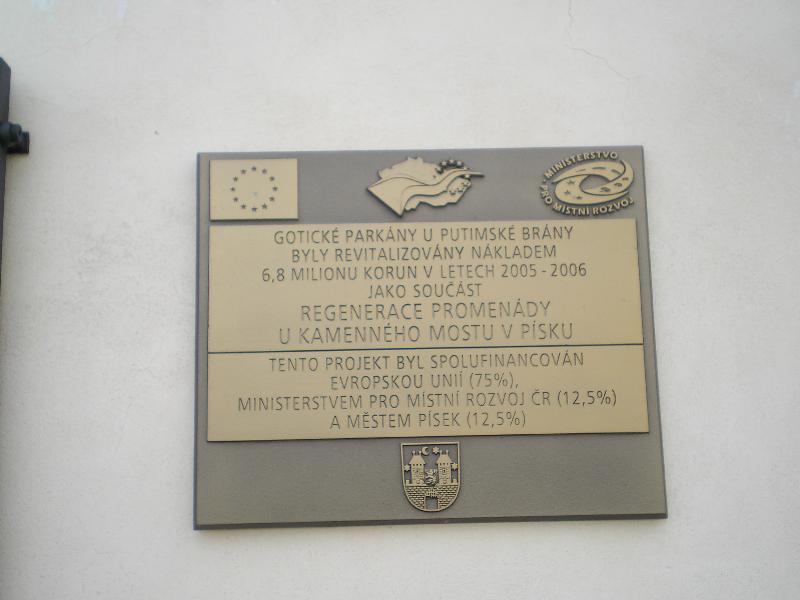 MINISTERSTVO
PRO MÍSTNÍ ROZVOJ
GOTICKÉ PARKÁNY U PUTIMSKÉ BRÁNY
BYLY REVITALIZOVÁNY NÁKLADEM
6,8 MILIONU KORUN V LETECH 2005 - 2006
JAKO SOUČÁST
REGENERACE PROMENÁDY
U KAMENNÉHO MOSTU V PÍSKU
TENTO PROJEKT BYL SPOLUFINANCOVÁN
EVROPSKOU UNIÍ (75%),
MINISTERSTVEM PRO MÍSTNÍ ROZVOJ ČR (12,5%)
A MĚSTEM PÍSEK (12,5%)